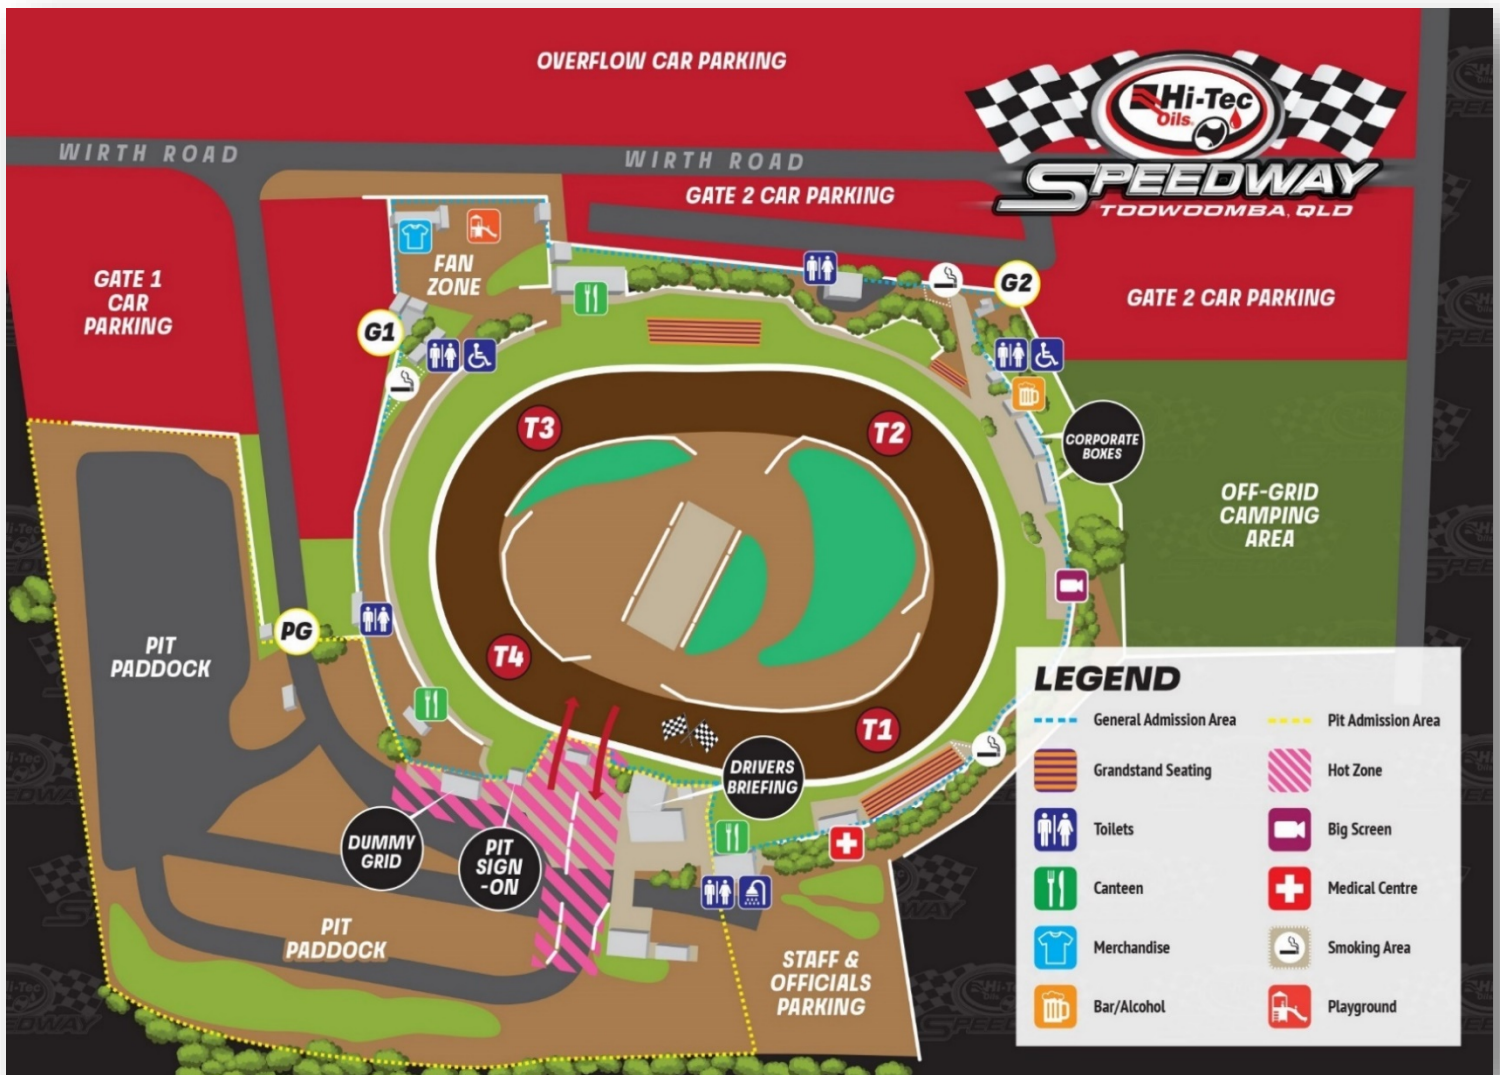 OVERFLOW CAR PARKING
Hi-Tec
Oils
SPEEDWAY
TOOWOOMBA, QLD
WIRTH ROAD
WIRTH ROAD
GATE 2 CAR PARKING
GATE 1
CAR
PARKING
FAN
ZONE
G1
G2
GATE 2 CAR PARKING
T3
T2
CORPORATE
BOXES
OFF-GRID
CAMPING
AREA
PG
PIT
PADDOCK
T4
T1
DRIVERS
BRIEFING
DUMMY
GRID
PIT
SIGN
-ON
PIT
PADDOCK
STAFF &
OFFICIALS
PARKING
LEGEND
General Admission Area
Pit Admission Area
Grandstand Seating
Hot Zone
Toilets
Big Screen
Canteen
Medical Centre
Merchandise
Smoking Area
Bar/Alcohol
Playground